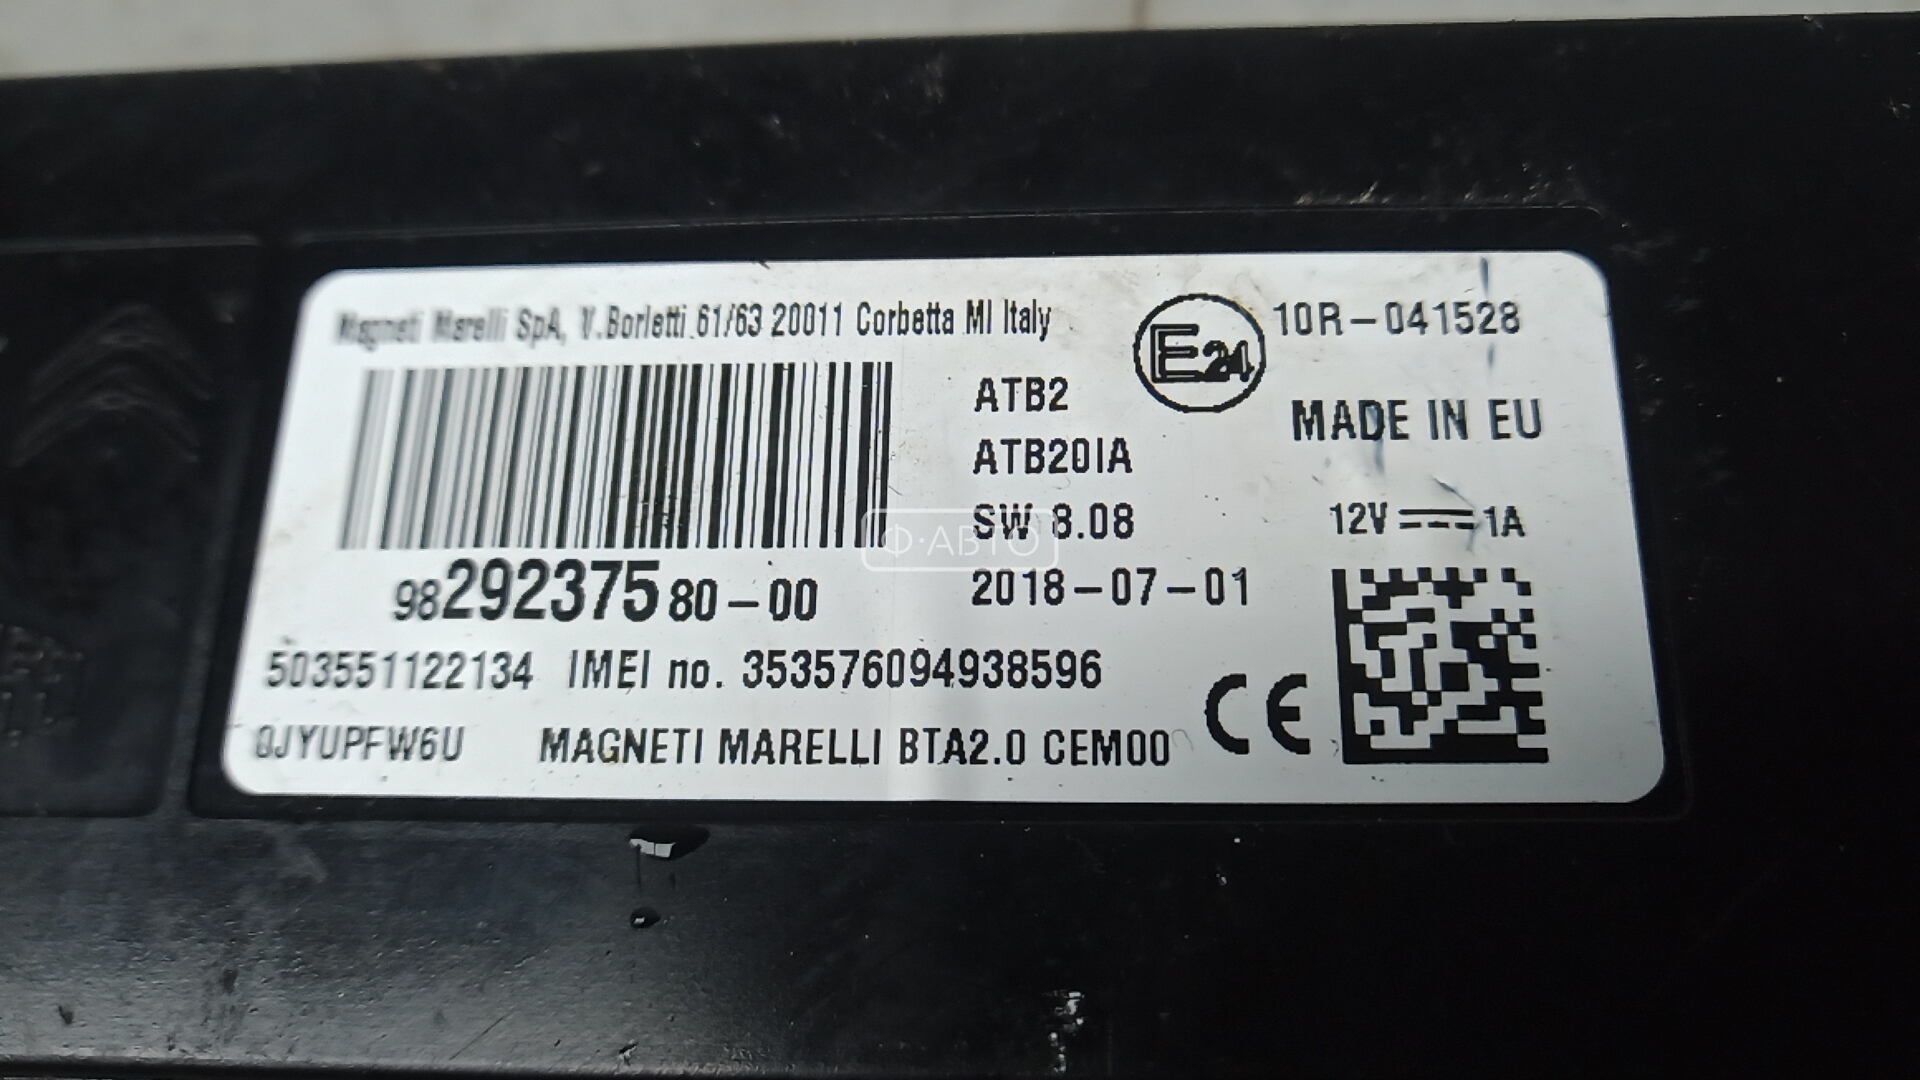 Magneti Marelli SpA, V.Borletti 61/63 20011 Corbetta MI Italy
E24
10R-041528
ATB2
MADE IN EU
ATB20IA
SW 8.08
12V 1A
Ф·АВТО
9829237580-00
2018-07-01
503551122134 IMEI no. 353576094938596
CE
0JYUPFW6U MAGNETI MARELLI BTA2.0 CEM00